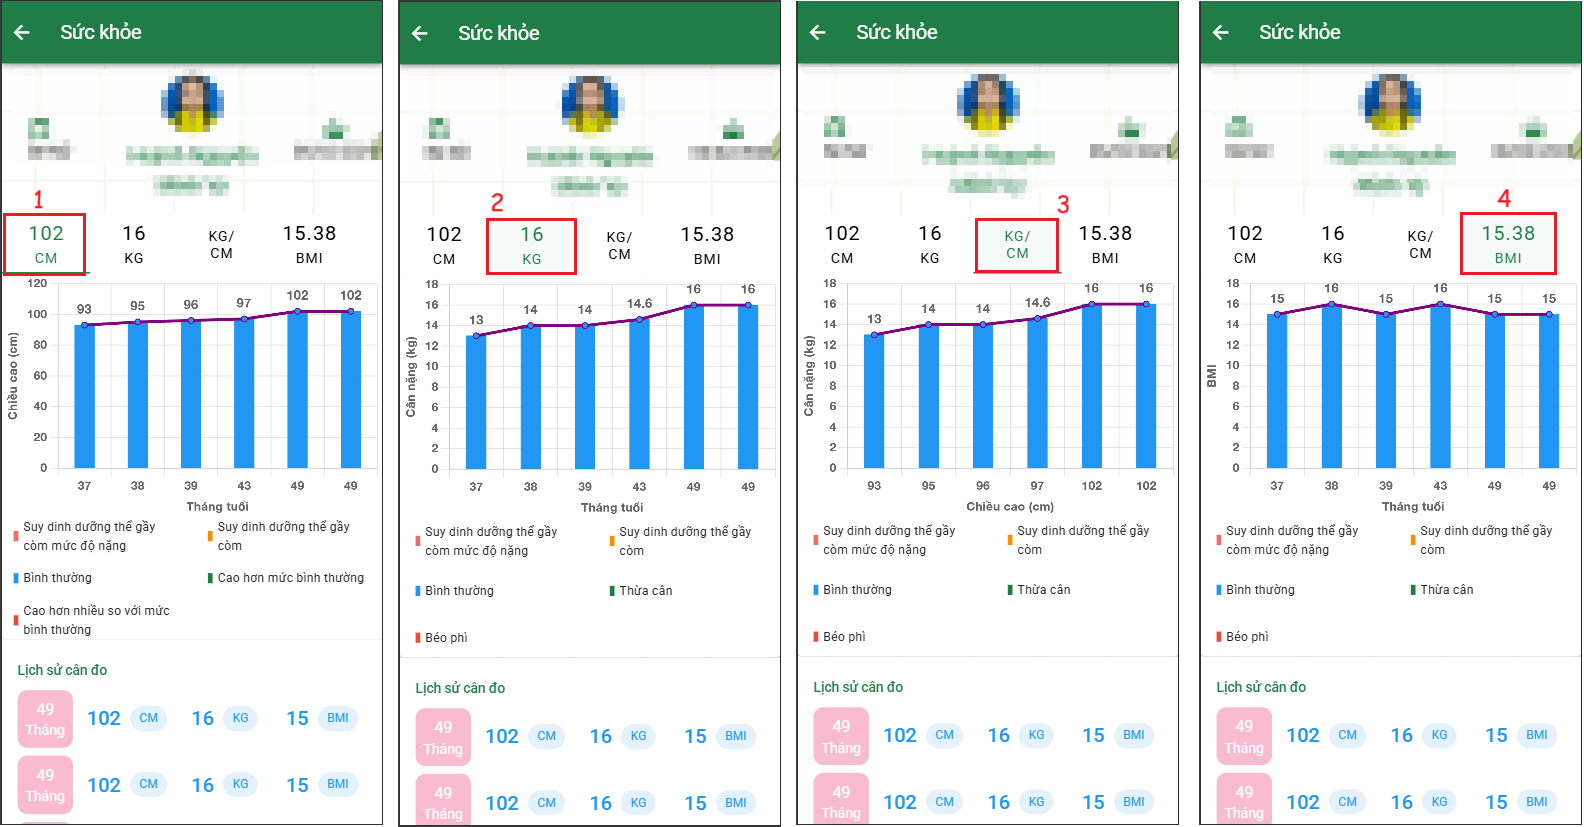 Sức khỏe
1
102
CM
16
KG
KG/
CM
15.38
BMI
120
100
80
60
40
20
0
Chiều cao (cm)
93
95
96
97
102
102
37
38
39
43
49
49
Tháng tuổi
Suy dinh dưỡng thể gầy
còm mức độ nặng
Suy dinh dưỡng thể gầy
còm
Bình thường
Cao hơn mức bình thường
Cao hơn nhiều so với mức
bình thường
Lịch sử cân đo
49
Tháng
102 CM 16 KG 15 BMI
49
Tháng
102 CM 16 KG 15 BMI
Sức khỏe
2
102
CM
16
KG
KG/
CM
15.38
BMI
18
16
14
12
10
8
6
4
2
0
Cân nặng (kg)
13
14
14
14.6
16
16
37
38
39
43
49
49
Tháng tuổi
Suy dinh dưỡng thể gầy
còm mức độ nặng
Suy dinh dưỡng thể gầy
còm
Bình thường
Thừa cân
Béo phì
Lịch sử cân đo
49
Tháng
102 CM 16 KG 15 BMI
49
Tháng
102 CM 16 KG 15 BMI
Sức khỏe
3
102
CM
16
KG
KG/
CM
15.38
BMI
18
16
14
12
10
8
6
4
2
0
Cân nặng (kg)
13
14
14
14.6
16
16
93
95
96
97
102
102
Chiều cao (cm)
Suy dinh dưỡng thể gầy
còm mức độ nặng
Suy dinh dưỡng thể gầy
còm
Bình thường
Thừa cân
Béo phì
Lịch sử cân đo
49
Tháng
102 CM 16 KG 15 BMI
49
Tháng
102 CM 16 KG 15 BMI
Sức khỏe
4
102
CM
16
KG
KG/
CM
15.38
BMI
18
16
14
12
10
8
6
4
2
0
BMI
15
16
15
16
15
15
37
38
39
43
49
49
Tháng tuổi
Suy dinh dưỡng thể gầy
còm mức độ nặng
Suy dinh dưỡng thể gầy
còm
Bình thường
Thừa cân
Béo phì
Lịch sử cân đo
49
Tháng
102 CM 16 KG 15 BMI
49
Tháng
102 CM 16 KG 15 BMI